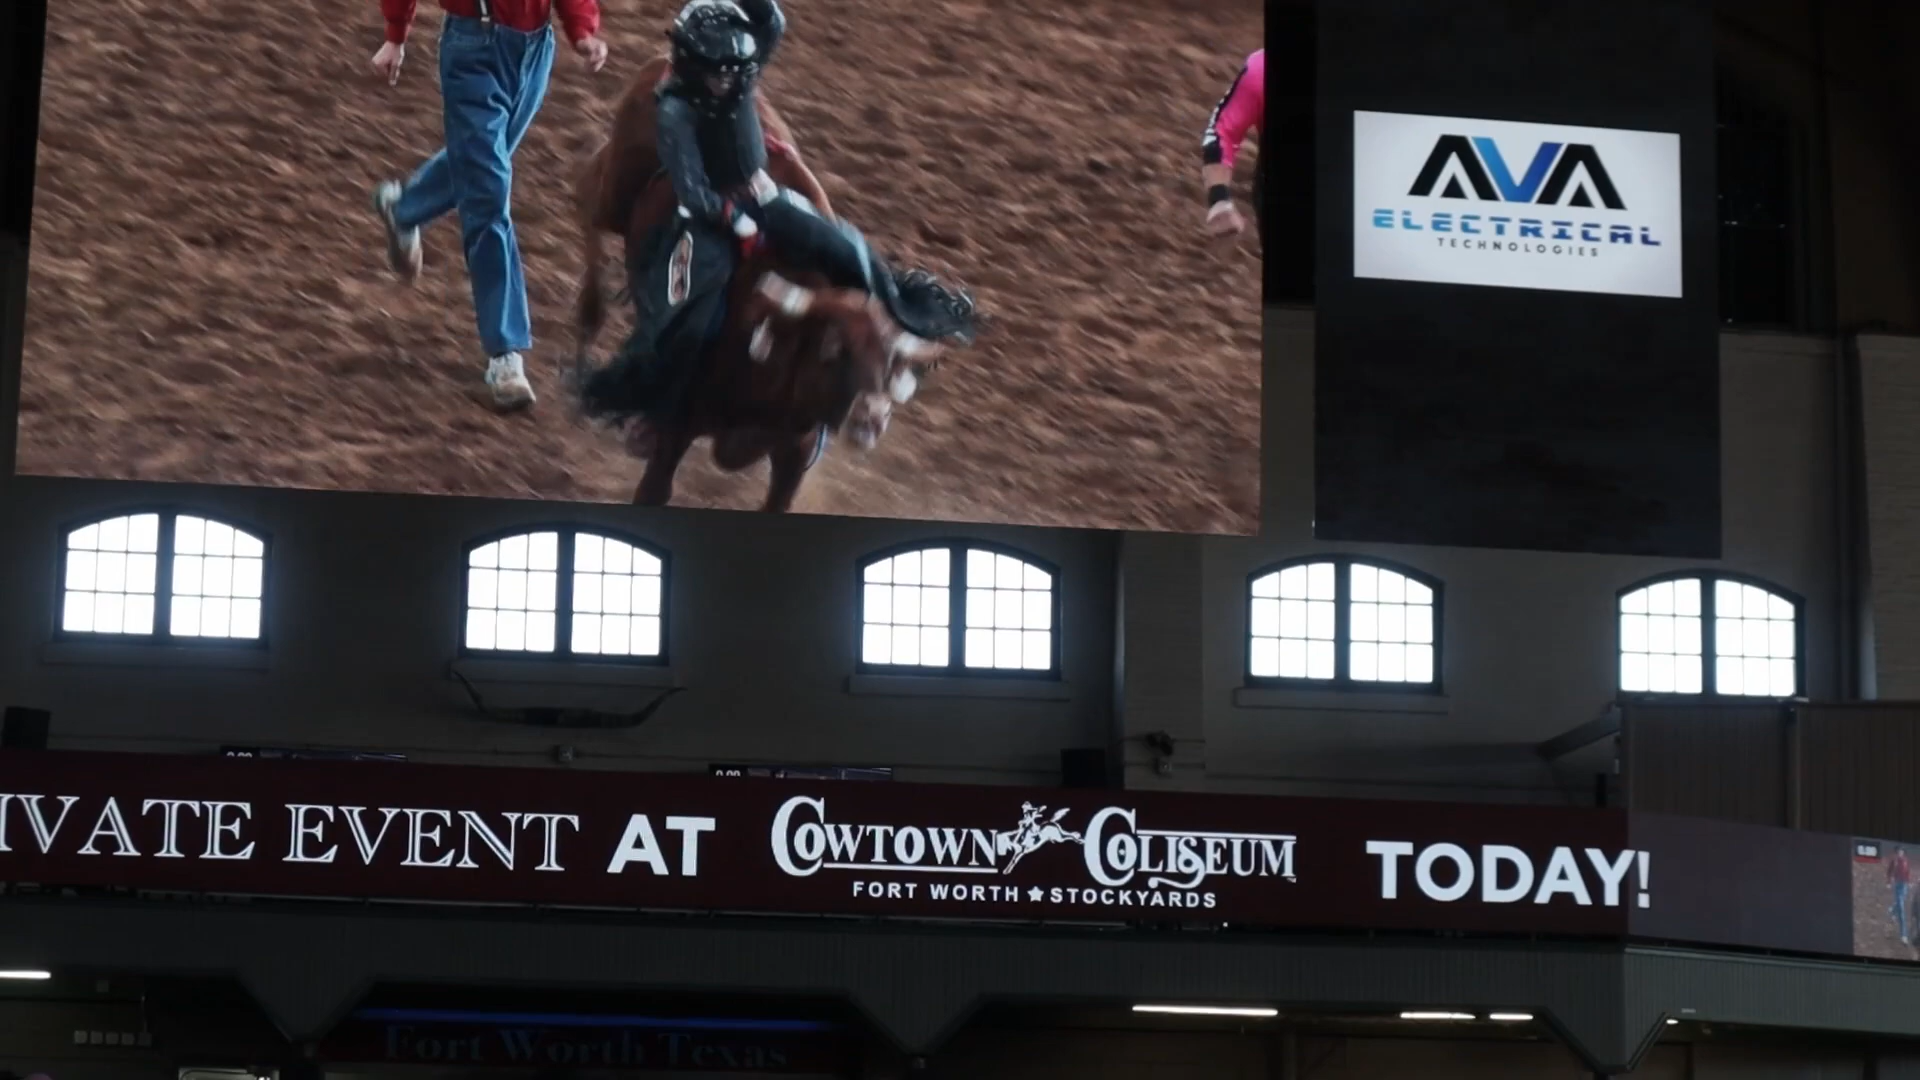 AVA
ELECTRICAL
TECHNOLOGIES
IVATE EVENT AT COWTOWN COLISEUM TODAY!
FORT WORTH ★ STOCKYARDS
Fort Worth Texas